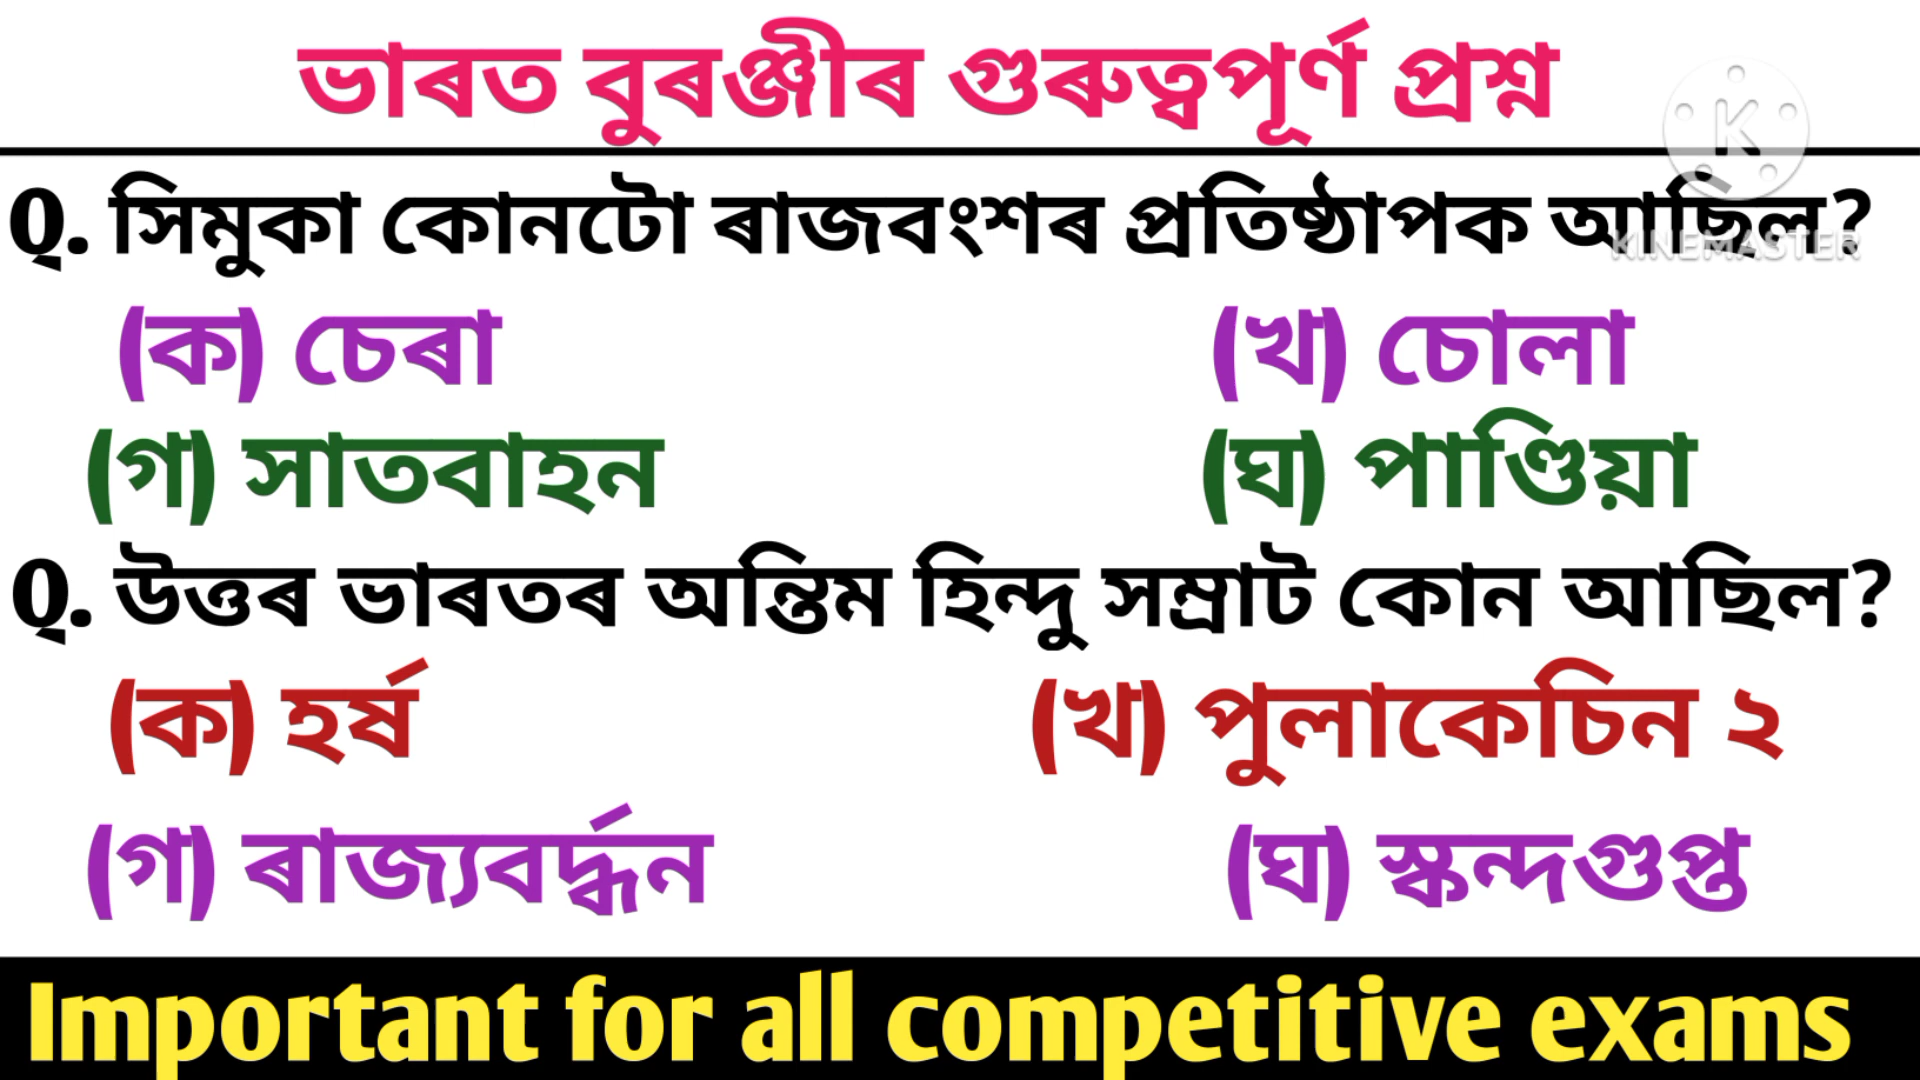 ভাৰত বুৰঞ্জীৰ গুৰুত্বপূৰ্ণ প্ৰশ্ন
K
KINEMASTER
Q. সিমুকা কোনটো ৰাজবংশৰ প্ৰতিষ্ঠাপক আছিল?
(ক) চেৰা (খ) চোলা
(গ) সাতবাহন (ঘ) পাণ্ডিয়া
Q. উত্তৰ ভাৰতৰ অন্তিম হিন্দু সম্ৰাট কোন আছিল?
(ক) হৰ্ষ (খ) পুলাকেচিন ২
(গ) ৰাজ্যবৰ্দ্ধন (ঘ) স্কন্দগুপ্ত
Important for all competitive exams